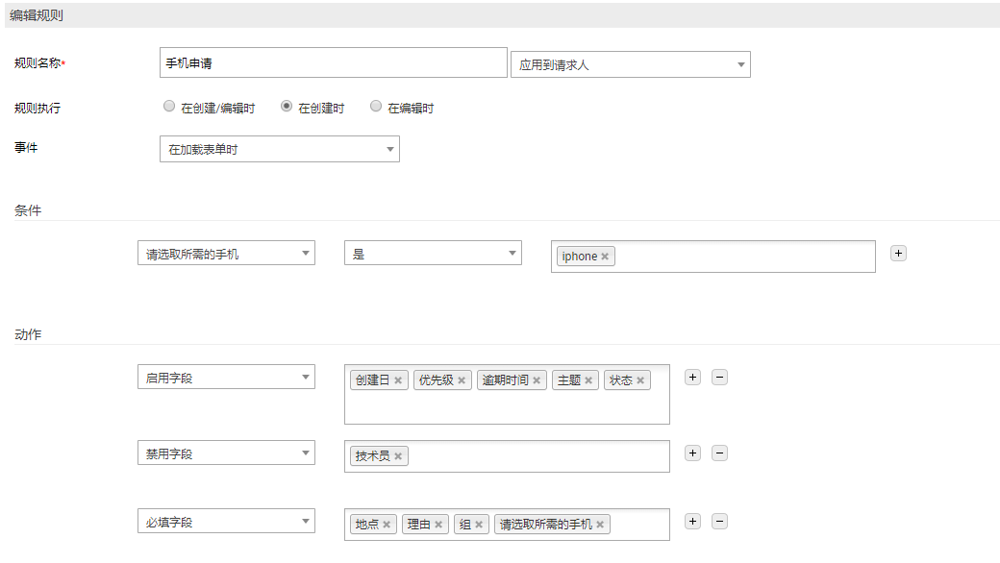 编辑规则
规则名称* 手机申请 应用到请求人
规则执行 在创建/编辑时 在创建时 在编辑时
事件 在加载表单时
条件
请选取所需的手机 是 iphone
动作
启用字段 创建日 优先级 逾期时间 主题 状态
禁用字段 技术员
必填字段 地点 理由 组 请选取所需的手机